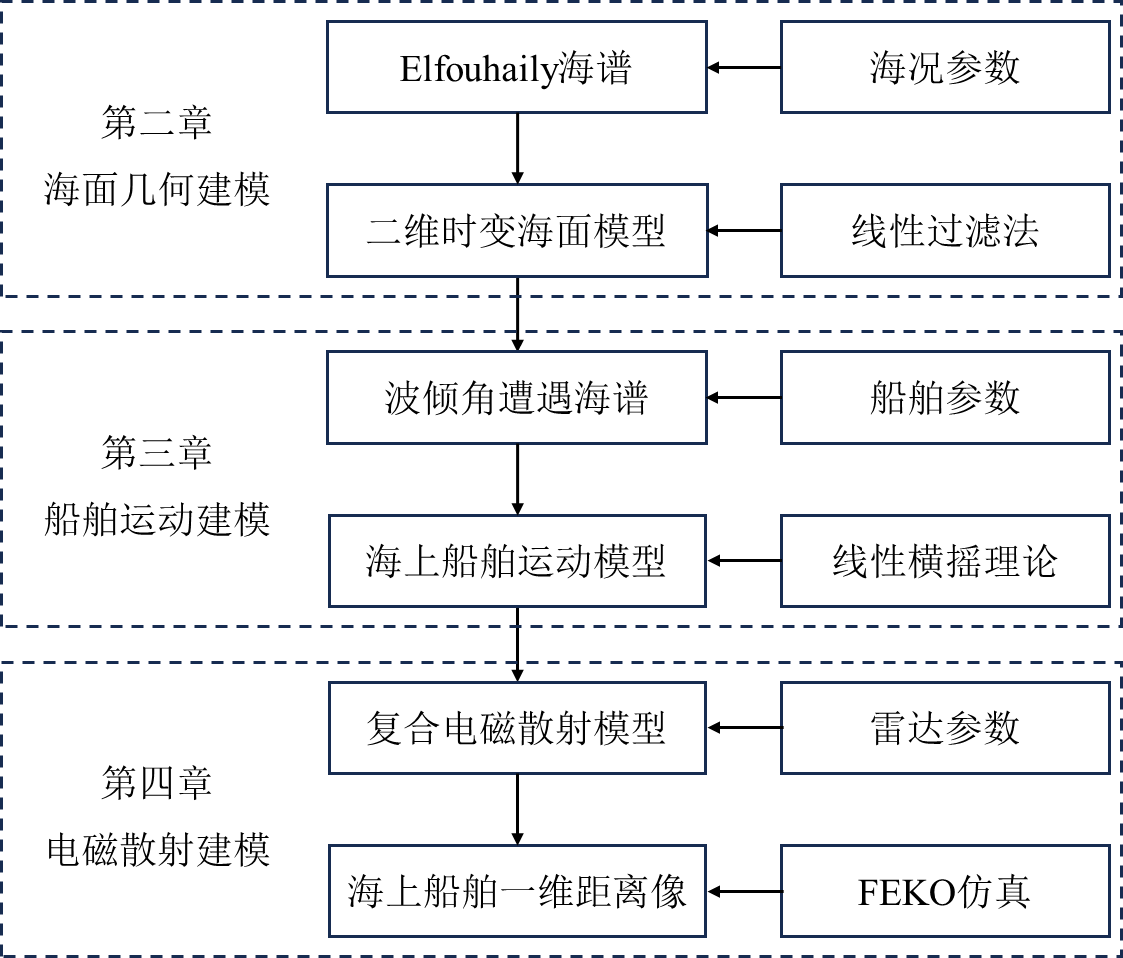 第二章
海面几何建模
Elfouhaily海谱
海况参数
二维时变海面模型
线性过滤法
第三章
船舶运动建模
波倾角遭遇海谱
船舶参数
海上船舶运动模型
线性横摇理论
第四章
电磁散射建模
复合电磁散射模型
雷达参数
海上船舶一维距离像
FEKO仿真